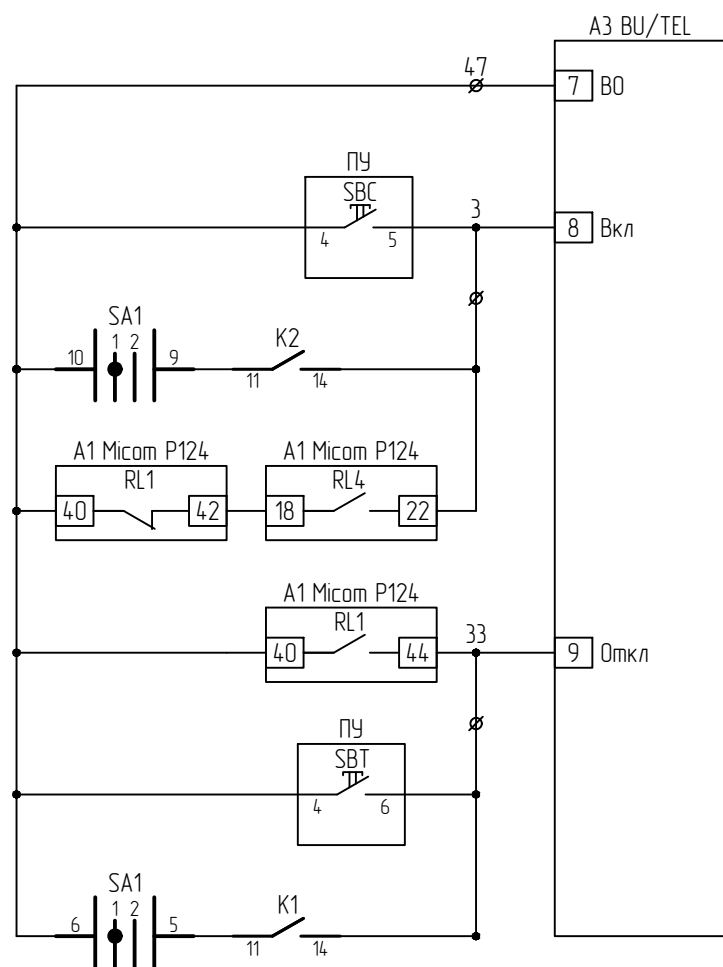 A3 BU/TEL
47
7 ВО
ПУ
SBC
4 5
3
8 Вкл
SA1
10 1 2 9
K2
11 14
A1 Micom P124
RL1
40 42
A1 Micom P124
RL4
18 22
A1 Micom P124
RL1
40 44
33
9 Откл
ПУ
SBT
4 6
SA1
6 1 2 5
K1
11 14